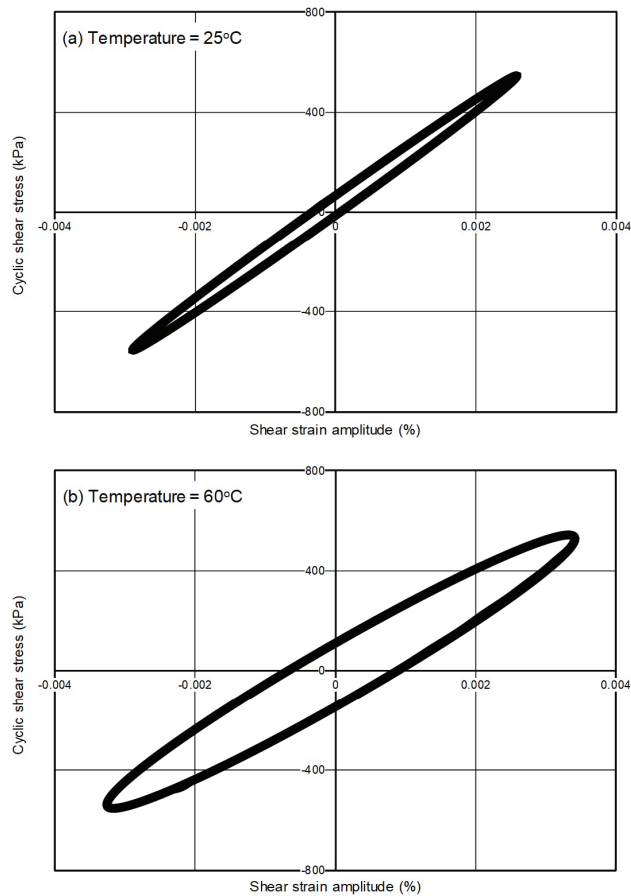 800
(a) Temperature = 25°C
400
Cyclic shear stress (kPa)
0
-0.004 -0.002 0 0.002 0.004
-400
-800
Shear strain amplitude (%)
800
(b) Temperature = 60°C
400
Cyclic shear stress (kPa)
0
-0.004 -0.002 0 0.002 0.004
-400
-800
Shear strain amplitude (%)